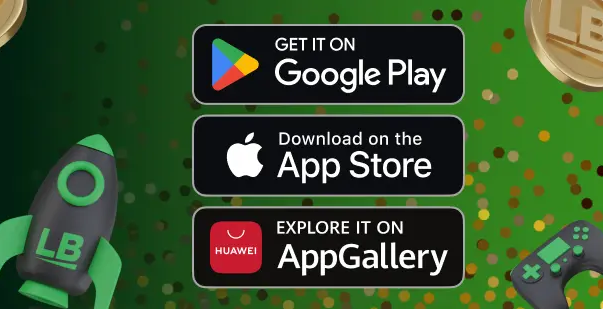 LB
GET IT ON
Google Play
Download on the
App Store
LB
HUAWEI
EXPLORE IT ON
AppGallery